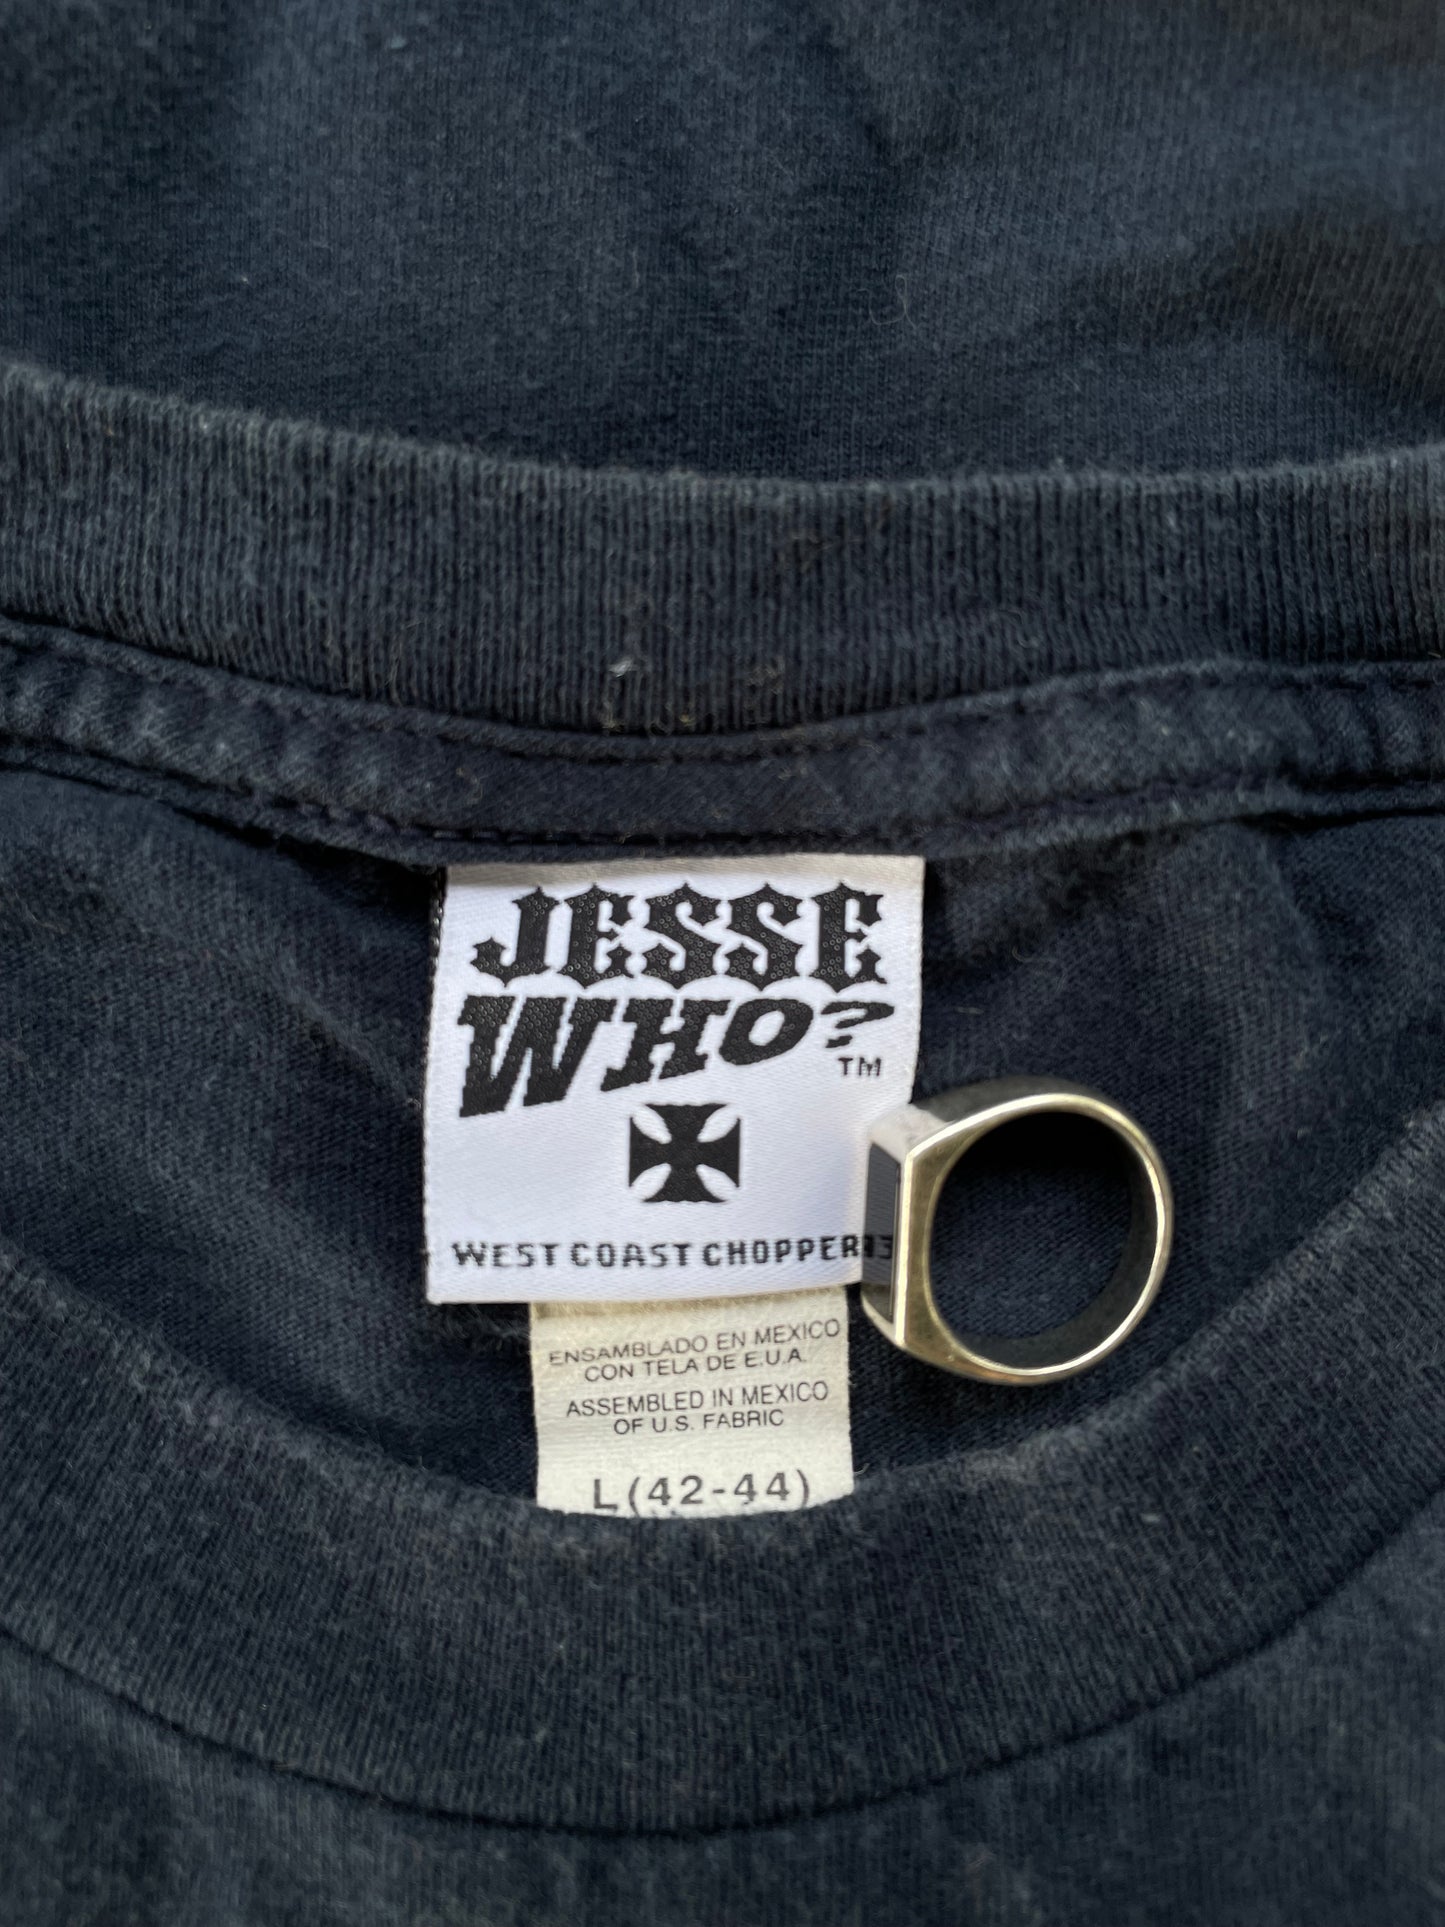 JESSE
WHO?
TM
WEST COAST CHOPPERS
ENSAMBLADO EN MEXICO
CON TELA DE E.U.A.
ASSEMBLED IN MEXICO
OF U.S. FABRIC
L (42-44)